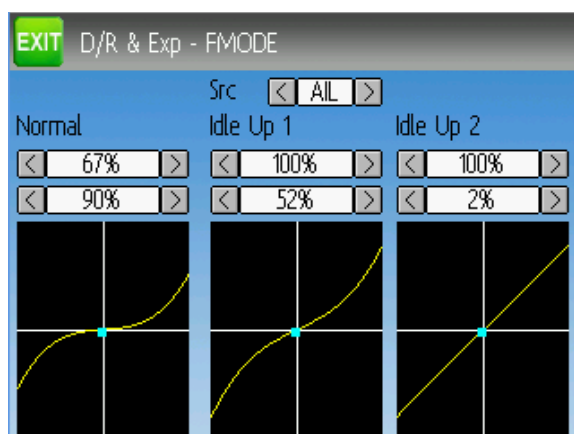 EXIT D/R & Exp - FMODE
Src < AIL >
Normal Idle Up 1 Idle Up 2
< 67% > < 100% > < 100% >
< 90% > < 52% > < 2% >